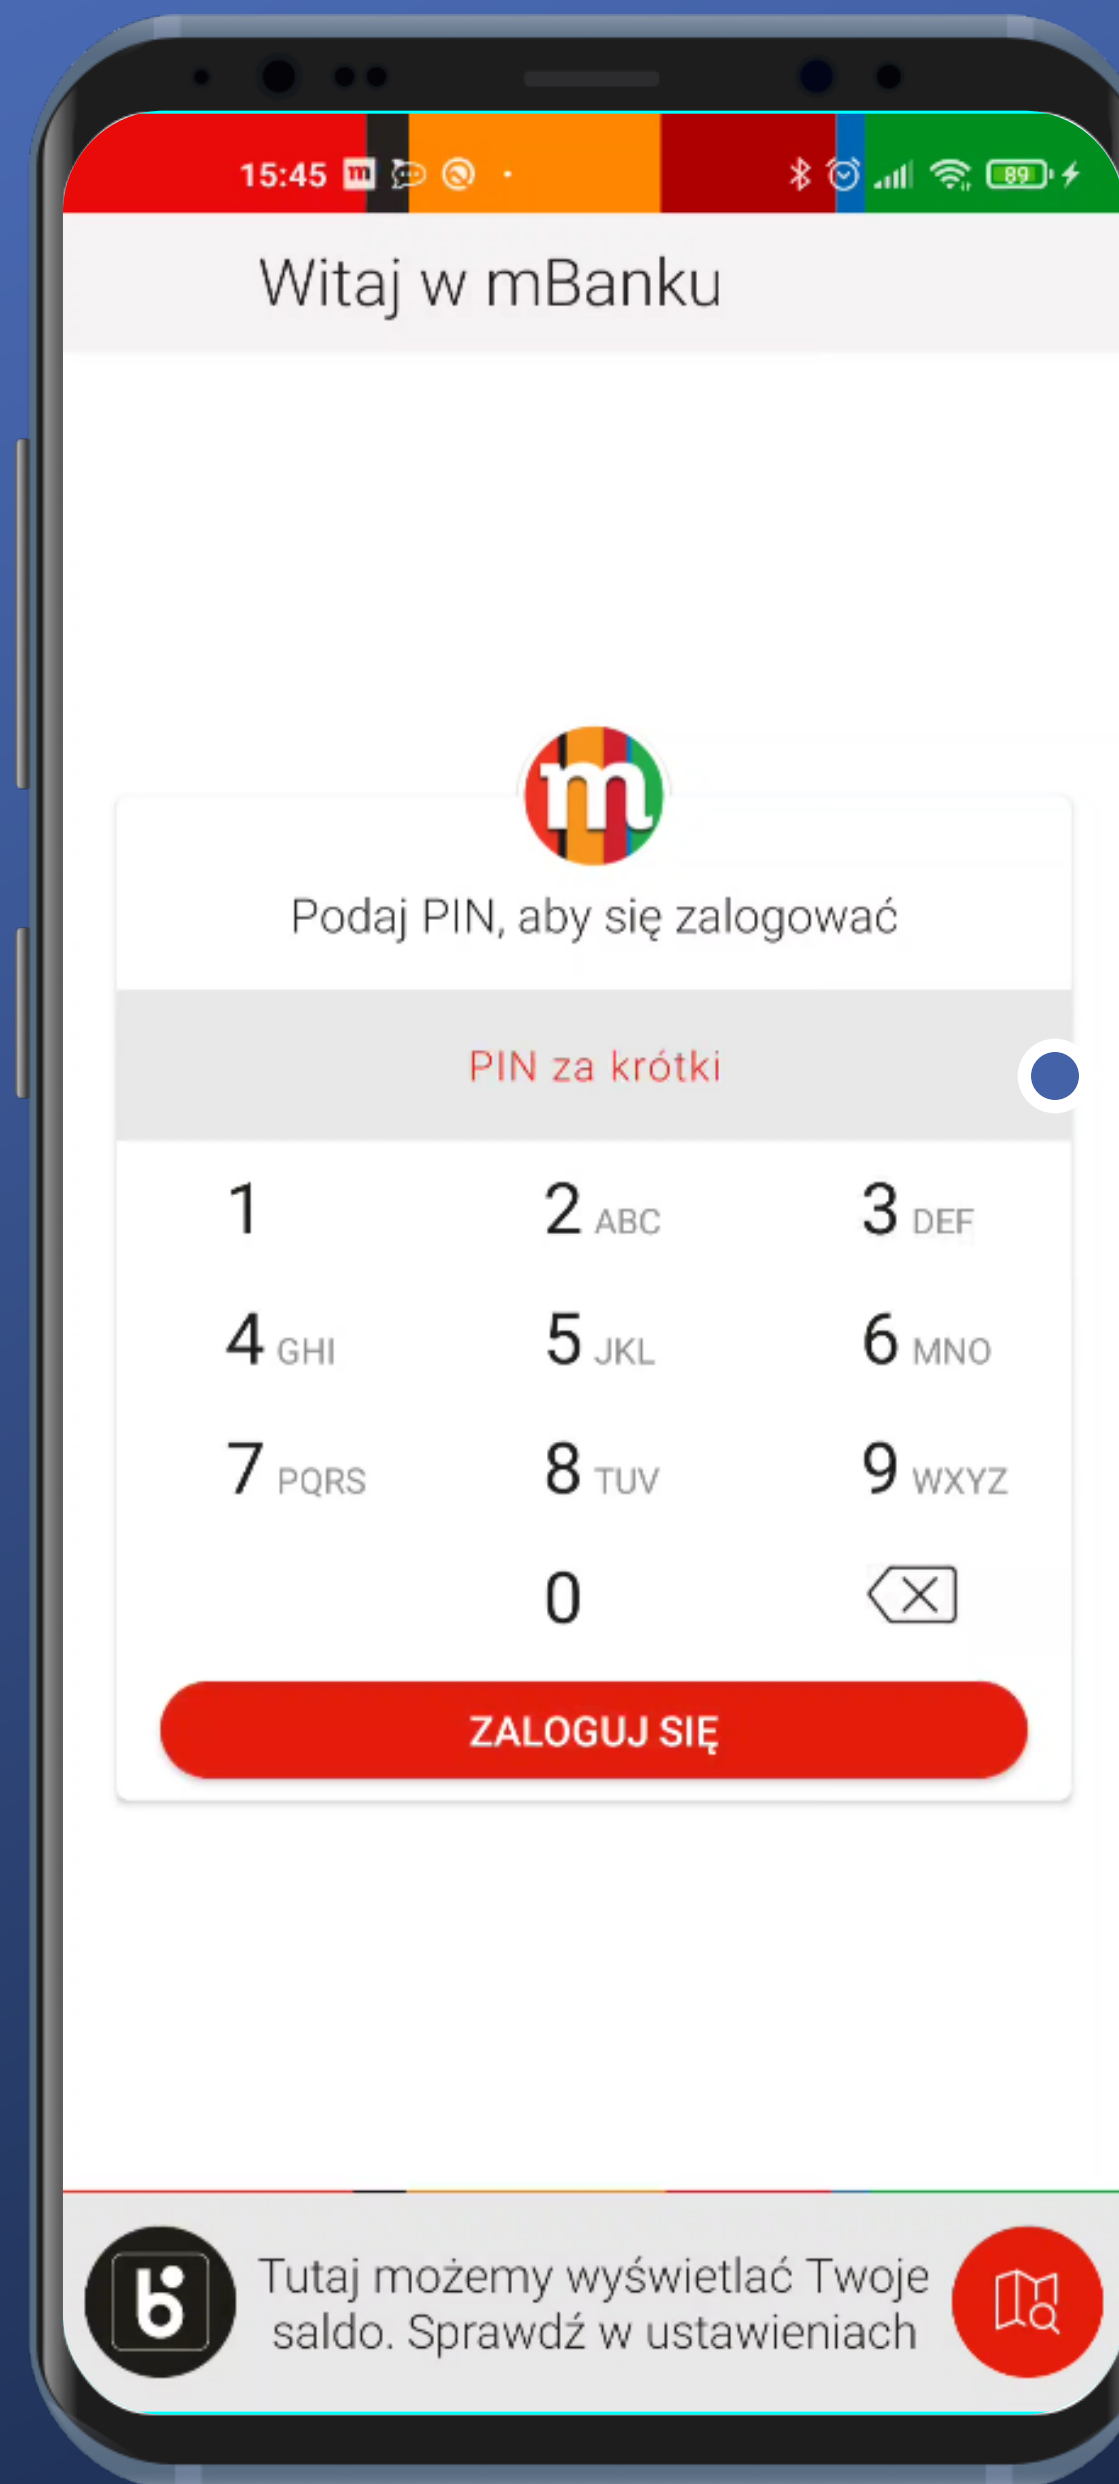 15:45 m 89
Witaj w mBanku
m
Podaj PIN, aby się zalogować
PIN za krótki
1 2 ABC 3 DEF
4 GHI 5 JKL 6 MNO
7 PQRS 8 TUV 9 WXYZ
0
ZALOGUJ SIĘ
Tutaj możemy wyświetlać Twoje
saldo. Sprawdź w ustawieniach